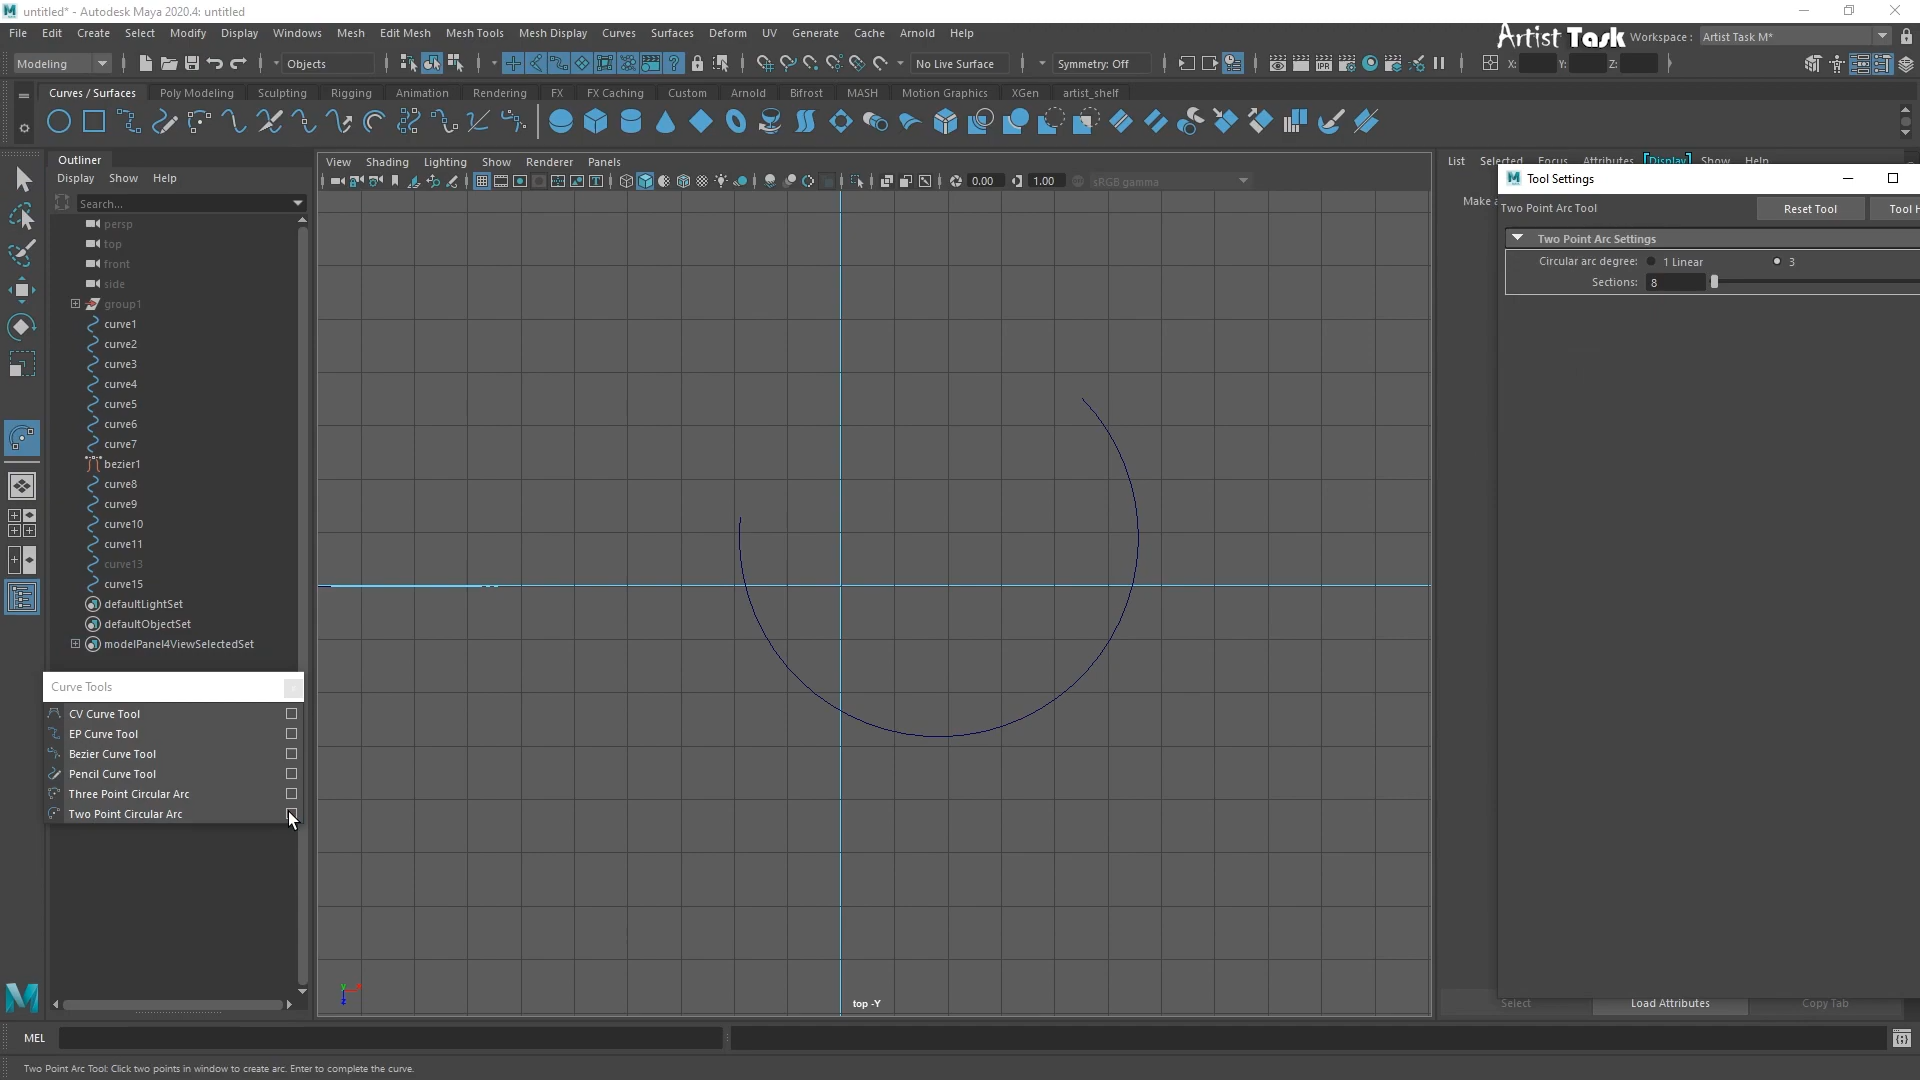 untitled* - Autodesk Maya 2020.4: untitled
File Edit Create Select Modify Display Windows Mesh Edit Mesh Mesh Tools Mesh Display Curves Surfaces Deform UV Generate Cache Arnold Help
Artist Task
Workspace : Artist Task M*
Modeling
Objects
No Live Surface
Symmetry: Off
X: Y: Z:
Curves / Surfaces Poly Modeling Sculpting Rigging Animation Rendering FX FX Caching Custom Arnold Bifrost MASH Motion Graphics XGen artist_shelf
Outliner
Display Show Help
Search...
persp
top
front
side
group1
curve1
curve2
curve3
curve4
curve5
curve6
curve7
bezier1
curve8
curve9
curve10
curve11
curve13
curve15
defaultLightSet
defaultObjectSet
modelPanel4ViewSelectedSet
Curve Tools
CV Curve Tool
EP Curve Tool
Bezier Curve Tool
Pencil Curve Tool
Three Point Circular Arc
Two Point Circular Arc
View Shading Lighting Show Renderer Panels
0.00 1.00 sRGB gamma
top -Y
List Selected Focus Attributes Display Show Help
Make
Tool Settings
Two Point Arc Tool
Reset Tool
Tool H
Two Point Arc Settings
Circular arc degree: 1 Linear 3
Sections: 8
Select Load Attributes Copy Tab
MEL
Two Point Arc Tool: Click two points in window to create arc. Enter to complete the curve.